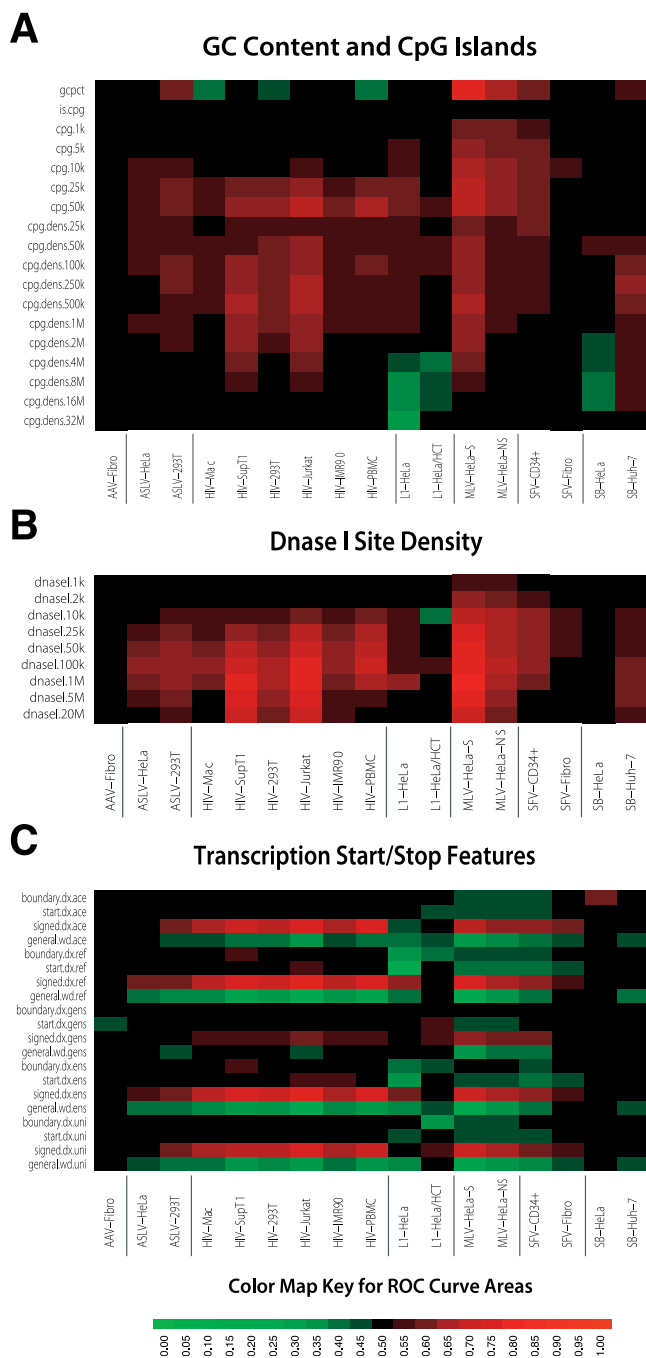 A
GC Content and CpG Islands
gcpct
is.cpg
cpg.1k
cpg.5k
cpg.10k
cpg.25k
cpg.50k
cpg.dens.25k
cpg.dens.50k
cpg.dens.100k
cpg.dens.250k
cpg.dens.500k
cpg.dens.1M
cpg.dens.2M
cpg.dens.4M
cpg.dens.8M
cpg.dens.16M
cpg.dens.32M
AAV–Fibro
ASLV–HeLa
ASLV–293T
HIV–Mac
HIV–SupT1
HIV–293T
HIV–Jurkat
HIV–IMR90
HIV–PBMC
L1–HeLa
L1–HeLa/HCT
MLV–HeLa–S
MLV–HeLa–NS
SFV–CD34+
SFV–Fibro
SB–HeLa
SB–Huh–7
B
Dnase I Site Density
dnaseI.1k
dnaseI.2k
dnaseI.10k
dnaseI.25k
dnaseI.50k
dnaseI.100k
dnaseI.1M
dnaseI.5M
dnaseI.20M
AAV–Fibro
ASLV–HeLa
ASLV–293T
HIV–Mac
HIV–SupT1
HIV–293T
HIV–Jurkat
HIV–IMR90
HIV–PBMC
L1–HeLa
L1–HeLa/HCT
MLV–HeLa–S
MLV–HeLa–NS
SFV–CD34+
SFV–Fibro
SB–HeLa
SB–Huh–7
C
Transcription Start/Stop Features
boundary.dx.ace
start.dx.ace
signed.dx.ace
general.wd.ace
boundary.dx.ref
start.dx.ref
signed.dx.ref
general.wd.ref
boundary.dx.gens
start.dx.gens
signed.dx.gens
general.wd.gens
boundary.dx.ens
start.dx.ens
signed.dx.ens
general.wd.ens
boundary.dx.uni
start.dx.uni
signed.dx.uni
general.wd.uni
AAV–Fibro
ASLV–HeLa
ASLV–293T
HIV–Mac
HIV–SupT1
HIV–293T
HIV–Jurkat
HIV–IMR90
HIV–PBMC
L1–HeLa
L1–HeLa/HCT
MLV–HeLa–S
MLV–HeLa–NS
SFV–CD34+
SFV–Fibro
SB–HeLa
SB–Huh–7
Color Map Key for ROC Curve Areas
0.00
0.05
0.10
0.15
0.20
0.25
0.30
0.35
0.40
0.45
0.50
0.55
0.60
0.65
0.70
0.75
0.80
0.85
0.90
0.95
1.00